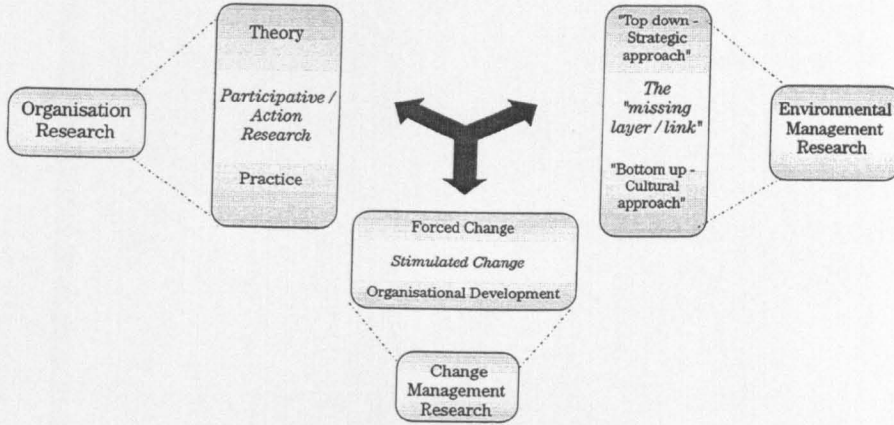 Organisation
Research
Theory
Participative /
Action
Research
Practice
"Top down -
Strategic
approach"
The
"missing
layer / link"
"Bottom up -
Cultural
approach"
Environmental
Management
Research
Forced Change
Stimulated Change
Organisational Development
Change
Management
Research